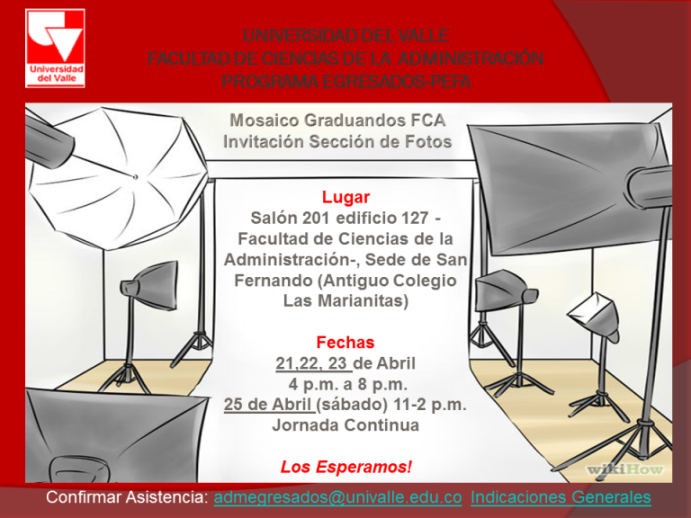 Universidad
del Valle
UNIVERSIDAD DEL VALLE
FACULTAD DE CIENCIAS DE LA ADMINISTRACIÓN
PROGRAMA EGRESADOS-PEFA
Mosaico Graduandos FCA
Invitación Sección de Fotos
Lugar
Salón 201 edificio 127 -
Facultad de Ciencias de la
Administración-, Sede de San
Fernando (Antiguo Colegio
Las Marianitas)
Fechas
21,22, 23 de Abril
4 p.m. a 8 p.m.
25 de Abril (sábado) 11-2 p.m.
Jornada Continua
Los Esperamos!
wikiHow
Confirmar Asistencia: admegresados@univalle.edu.co Indicaciones Generales